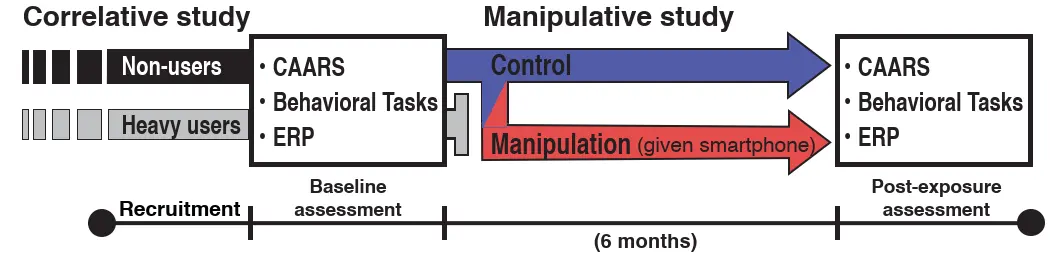 Correlative study
Manipulative study
Non-users
Heavy users
• CAARS
• Behavioral Tasks
• ERP
Control
Manipulation (given smartphone)
• CAARS
• Behavioral Tasks
• ERP
Recruitment
Baseline
assessment
(6 months)
Post-exposure
assessment